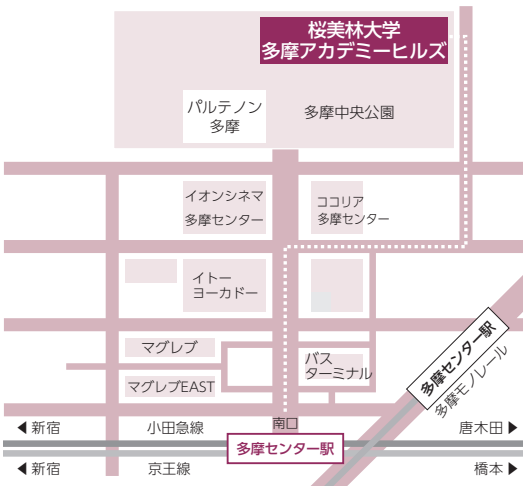 桜美林大学
多摩アカデミーヒルズ
パルテノン
多摩
多摩中央公園
イオンシネマ
多摩センター
ココリア
多摩センター
イトー
ヨーカドー
マグレブ
バス
ターミナル
マグレブEAST
多摩センター駅
多摩モノレール
南口
◀新宿
小田急線
唐木田▶
多摩センター駅
◀新宿
京王線
橋本▶